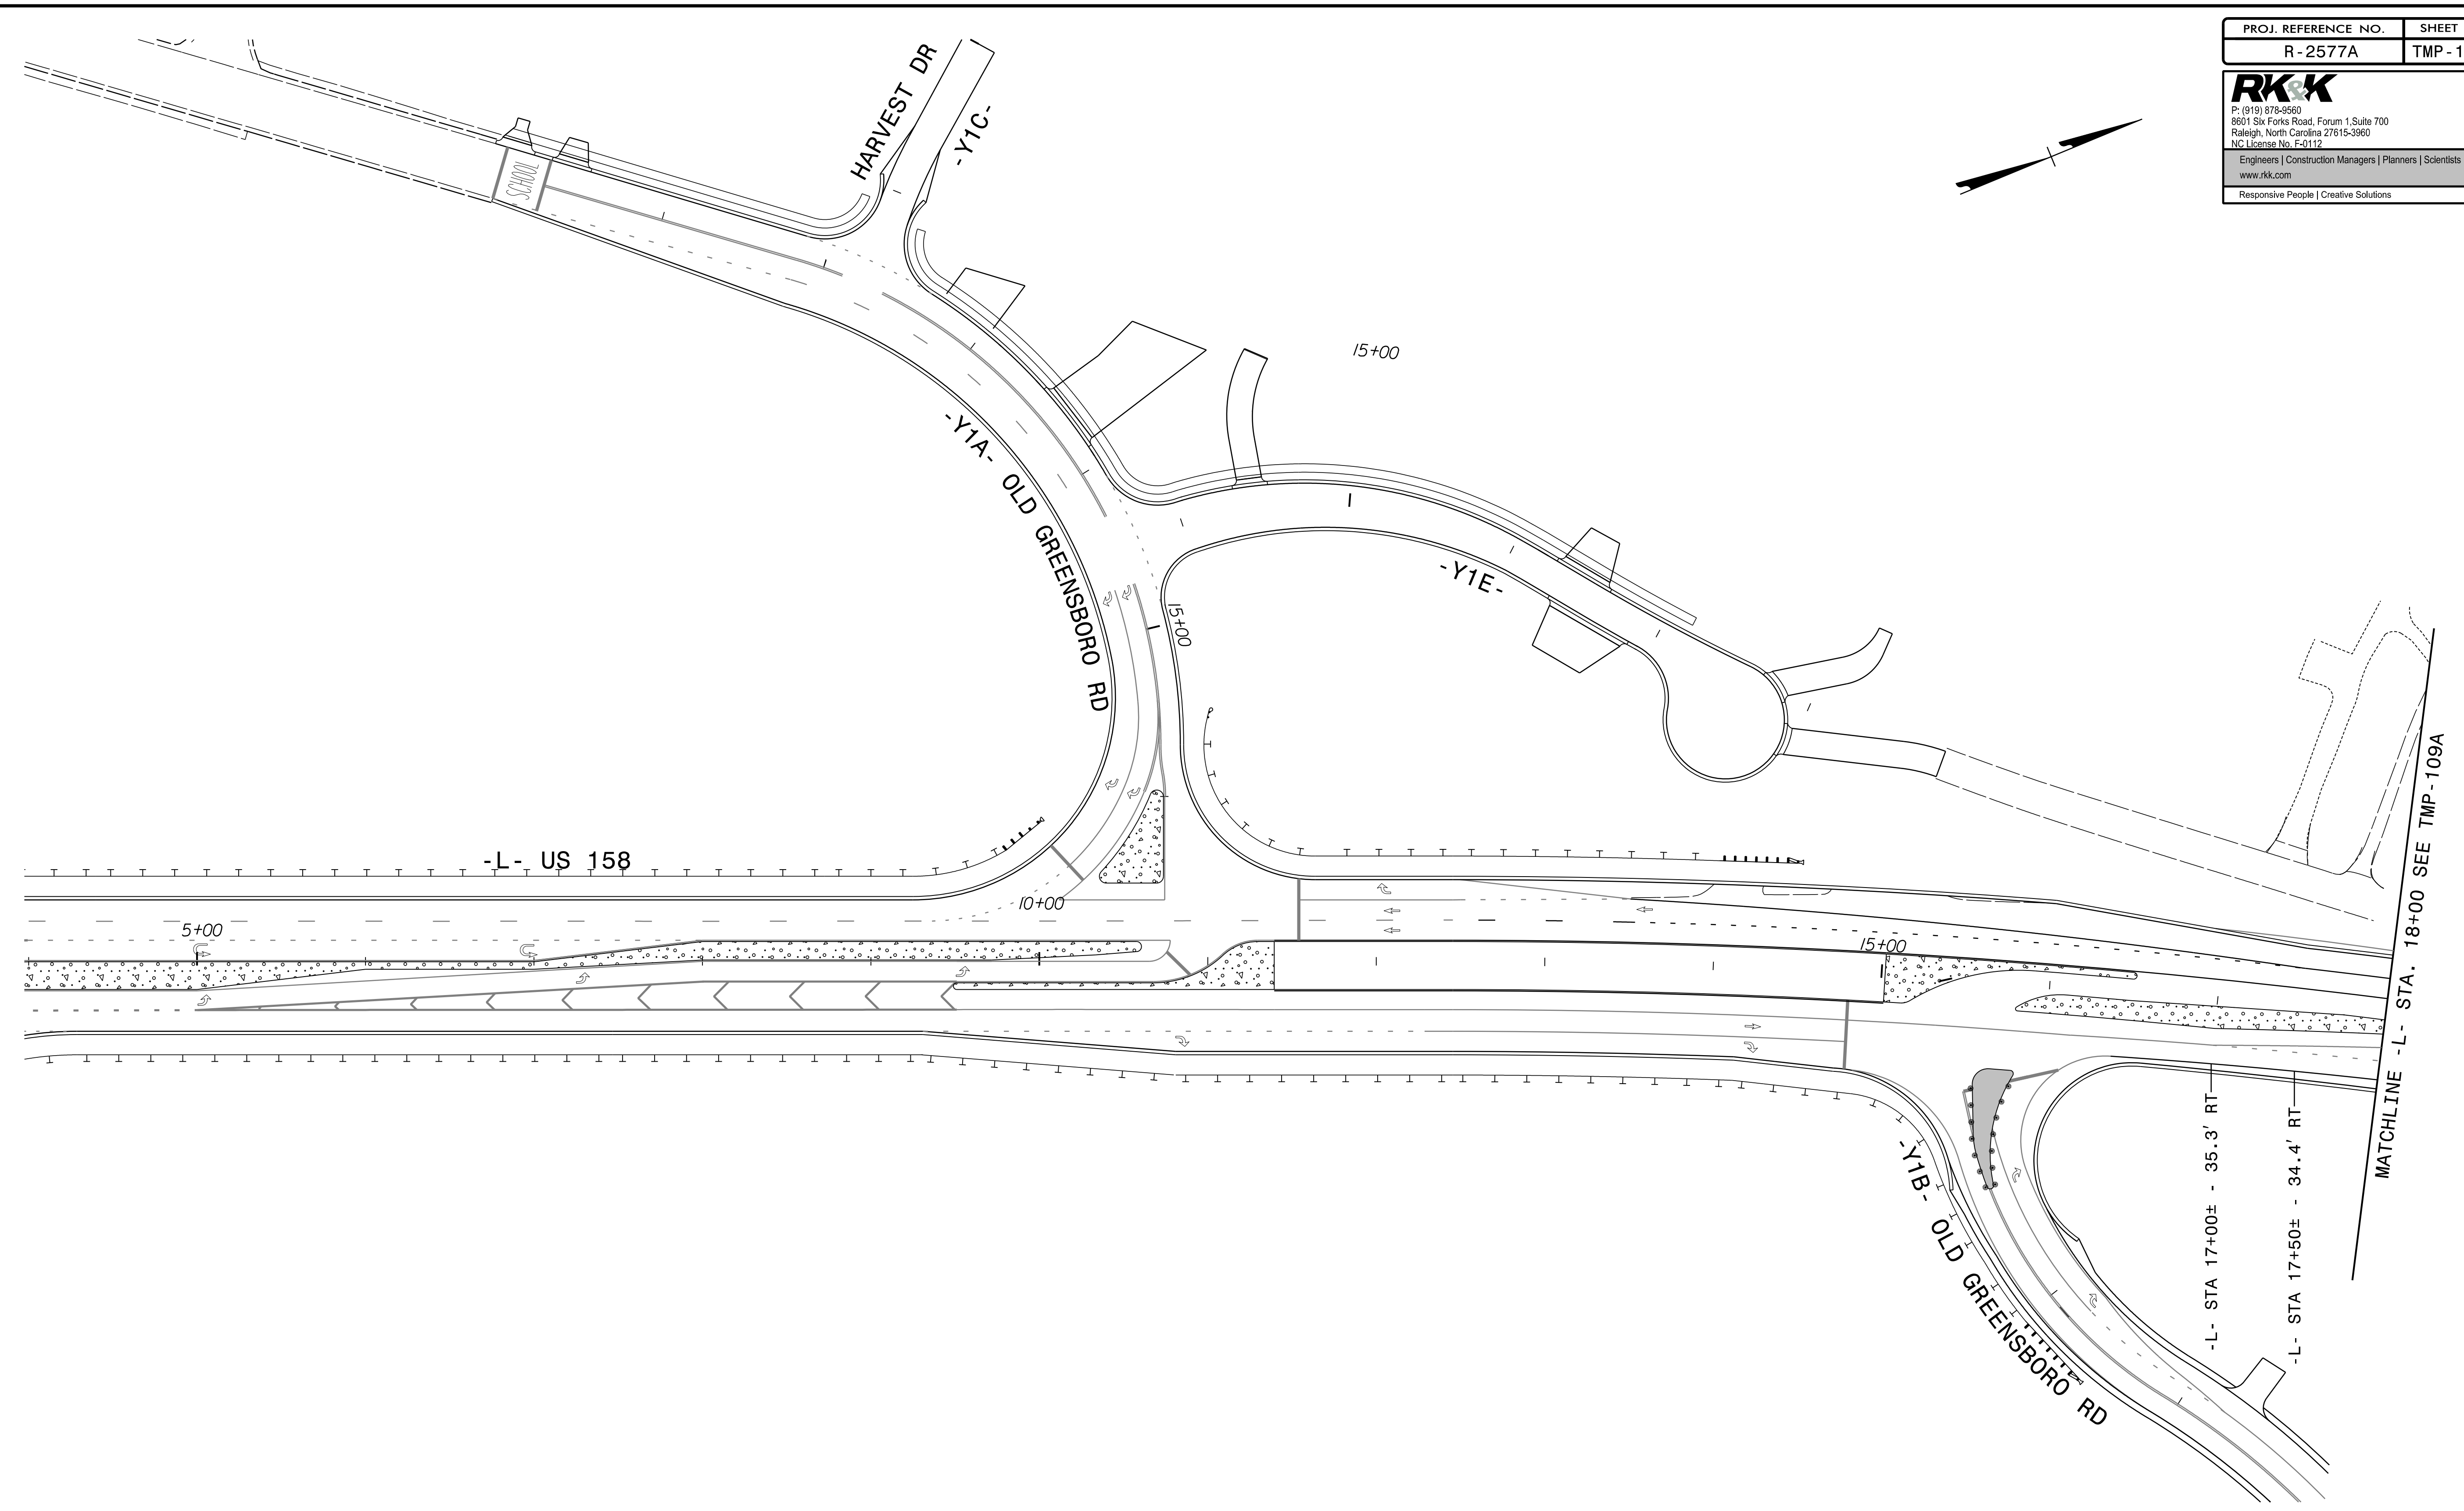 PROJ. REFERENCE NO.
SHEET
R-2577A
TMP-1
RK&K
P: (919) 878-9560
8601 Six Forks Road, Forum 1,Suite 700
Raleigh, North Carolina 27615-3960
NC License No. F-0112
Engineers | Construction Managers | Planners | Scientists
www.rkk.com
Responsive People | Creative Solutions
HARVEST DR
-Y1C-
SCHOOL
15+00
-Y1A- OLD GREENSBORO RD
-Y1E-
15+00
-L- US 158
5+00
10+00
15+00
-Y1B- OLD GREENSBORO RD
-L- STA 17+00± - 35.3' RT
-L- STA 17+50± - 34.4' RT
MATCHLINE -L- STA. 18+00 SEE TMP-109A